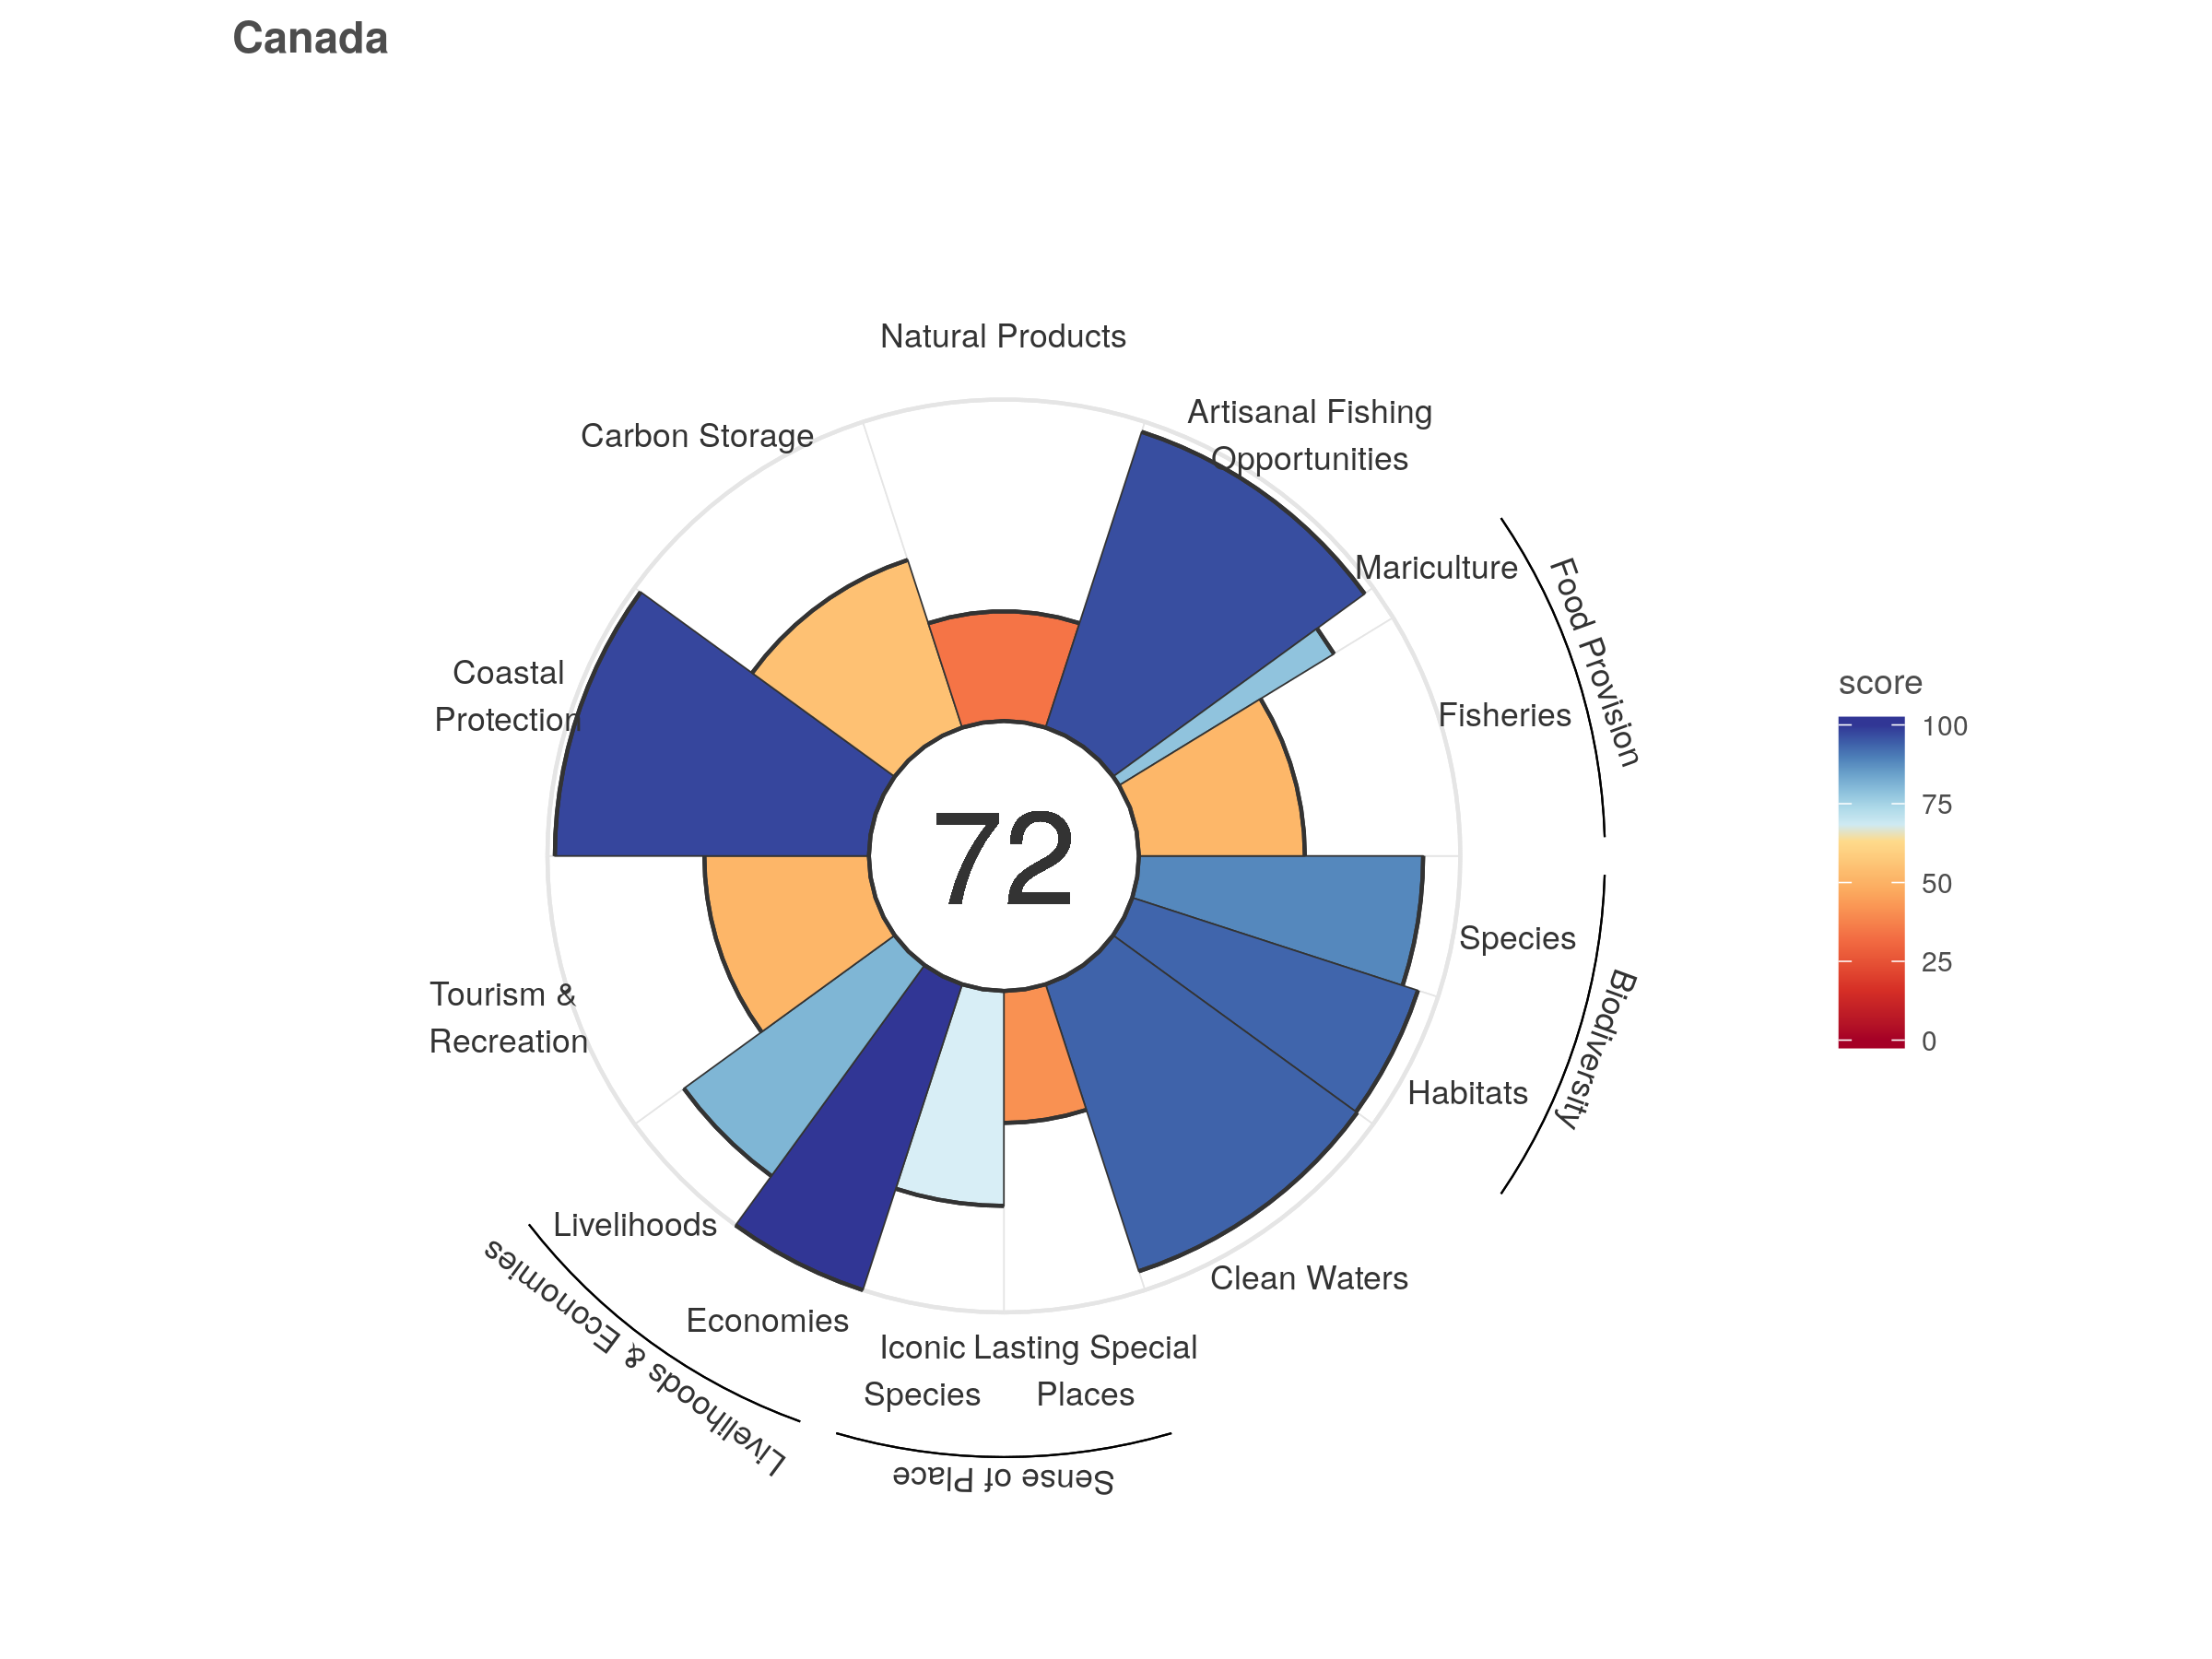 Canada
Natural Products
Artisanal Fishing
Opportunities
Carbon Storage
Mariculture
Food Provision
Fisheries
Coastal
Protection
72
score
100
75
50
25
0
Species
Biodiversity
Habitats
Tourism &
Recreation
Livelihoods
Clean Waters
Economies
Iconic
Species
Lasting Special
Places
Livelihoods & Economies
Sense of Place